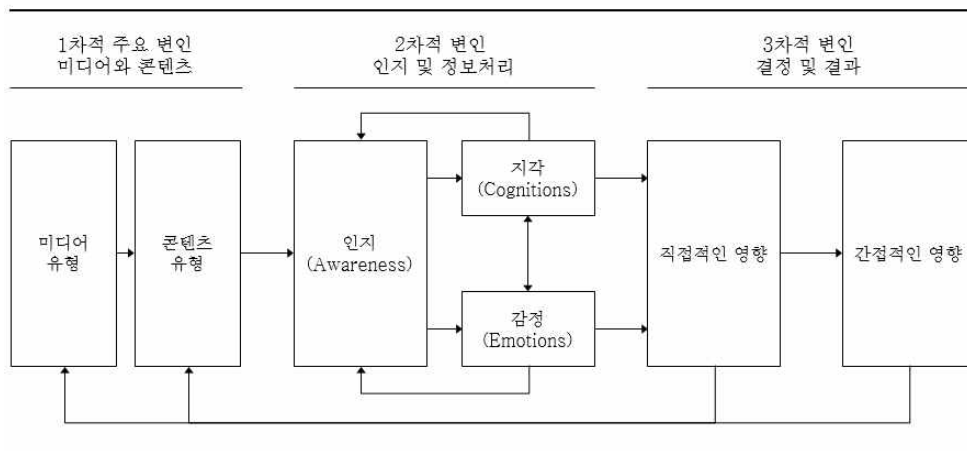 1차적 주요 변인
미디어와 콘텐츠
2차적 변인
인지 및 정보처리
3차적 변인
결정 및 결과
미디어
유형
콘텐츠
유형
인지
(Awareness)
지각
(Cognitions)
감정
(Emotions)
직접적인 영향
간접적인 영향